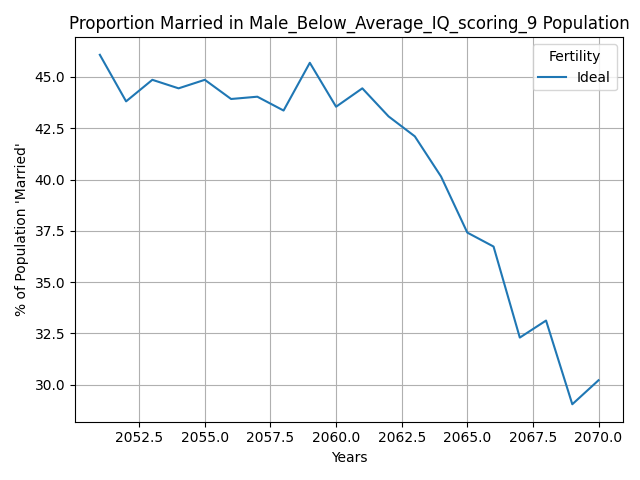 Proportion Married in Male_Below_Average_IQ_scoring_9 Population
Fertility
Ideal
% of Population 'Married'
45.0
42.5
40.0
37.5
35.0
32.5
30.0
2052.5 2055.0 2057.5 2060.0 2062.5 2065.0 2067.5 2070.0
Years